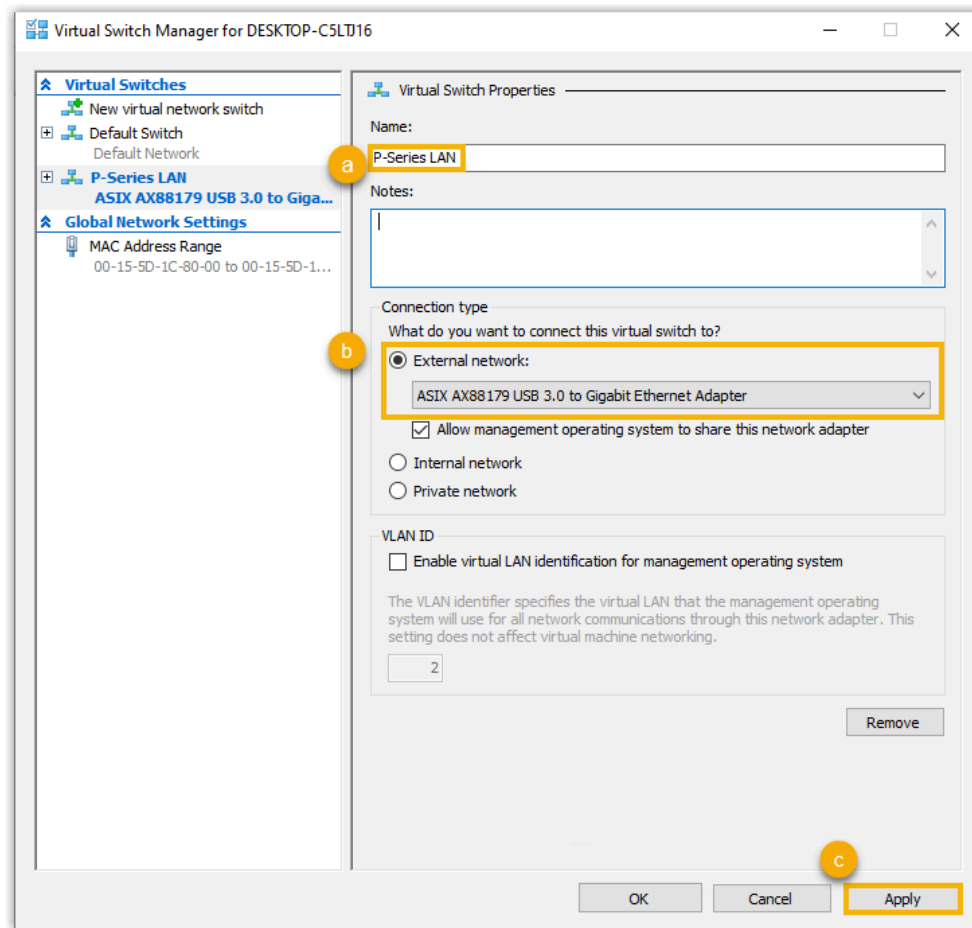 Virtual Switch Manager for DESKTOP-C5LTJ16
Virtual Switches
New virtual network switch
Default Switch
Default Network
P-Series LAN
ASIX AX88179 USB 3.0 to Giga...
Global Network Settings
MAC Address Range
00-15-5D-1C-80-00 to 00-15-5D-1...
Virtual Switch Properties
Name:
a
P-Series LAN
Notes:
Connection type
What do you want to connect this virtual switch to?
b
External network:
ASIX AX88179 USB 3.0 to Gigabit Ethernet Adapter
Allow management operating system to share this network adapter
Internal network
Private network
VLAN ID
Enable virtual LAN identification for management operating system
The VLAN identifier specifies the virtual LAN that the management operating
system will use for all network communications through this network adapter. This
setting does not affect virtual machine networking.
2
Remove
c
OK
Cancel
Apply